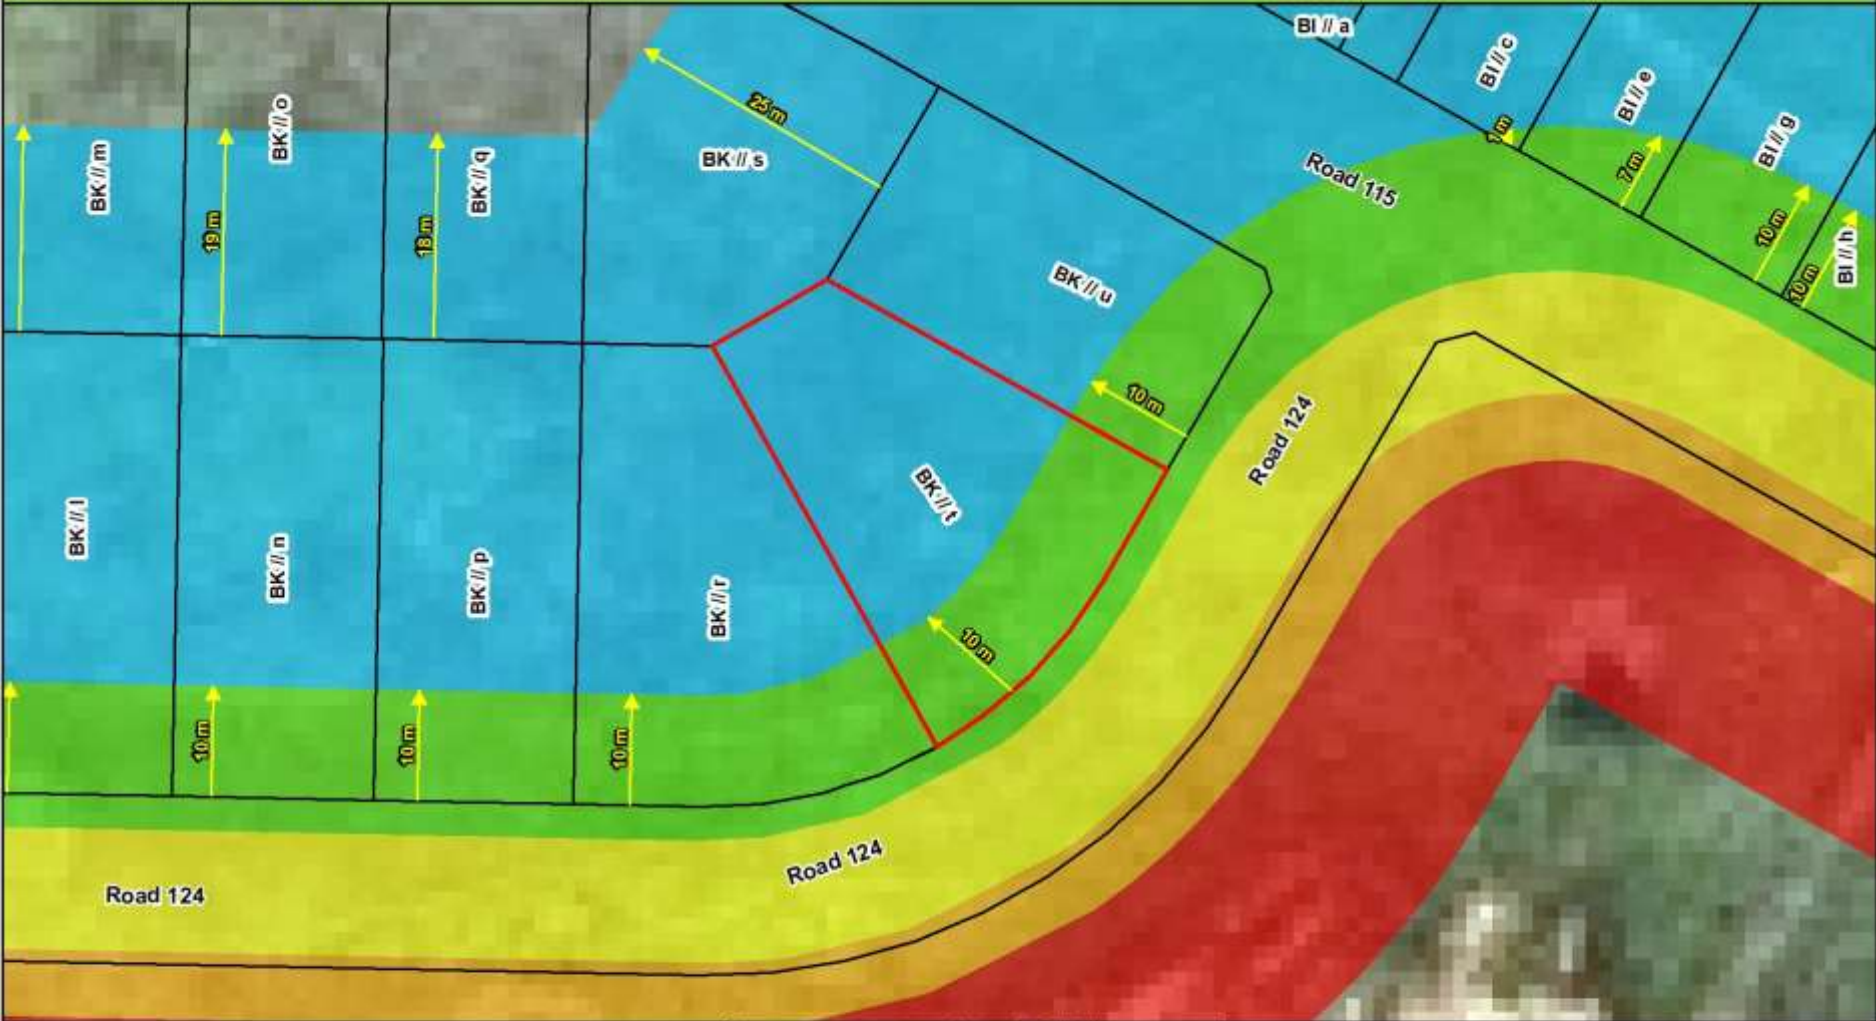 BI // a
BI // c
BI // e
BI // g
BI // h
1 m
7 m
10 m
10 m
Road 115
25 m
BK // s
BK // m
BK // o
BK // q
19 m
18 m
BK // u
10 m
Road 124
BK // t
BK // l
BK // n
BK // p
BK // r
10 m
10 m
10 m
10 m
Road 124
Road 124